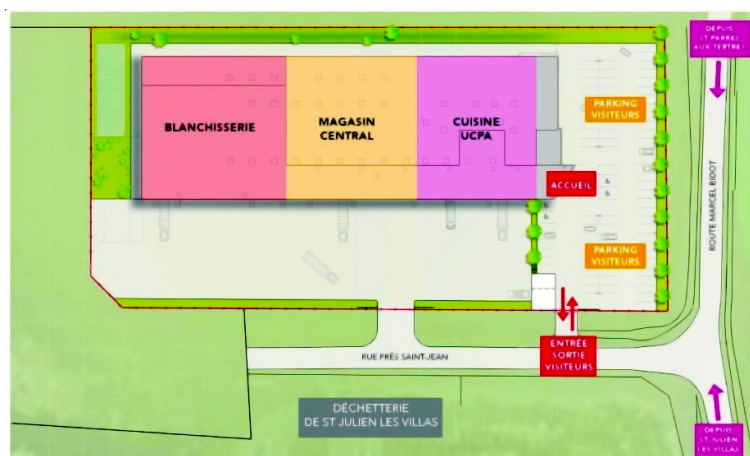 DEPUIS
ST PARRES
AUX TERTRES
PARKING
VISITEURS
BLANCHISSERIE
MAGASIN
CENTRAL
CUISINE
UCPA
ACCUEIL
ROUTE MARCEL BIDOT
PARKING
VISITEURS
RUE PRÉS SAINT-JEAN
ENTRÉE
SORTIE
VISITEURS
DÉCHETTERIE
DE ST JULIEN LES VILLAS
DEPUIS
ST JULIEN
LES VILLAS